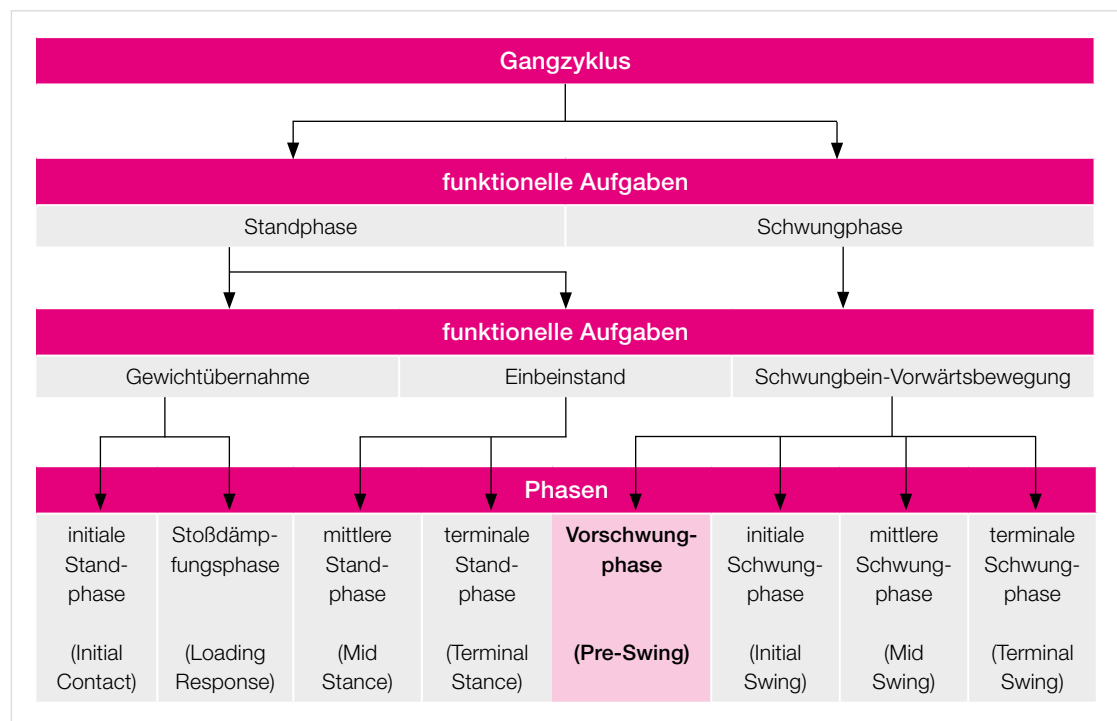 Gangzyklus
funktionelle Aufgaben
Standphase
Schwungphase
funktionelle Aufgaben
Gewichtübernahme
Einbeinstand
Schwungbein-Vorwärtsbewegung
Phasen
initiale
Stand-
phase
(Initial
Contact)
Stoßdämp-
fungsphase
(Loading
Response)
mittlere
Stand-
phase
(Mid
Stance)
terminale
Stand-
phase
(Terminal
Stance)
Vorschwung-
phase
(Pre-Swing)
initiale
Schwung-
phase
(Initial
Swing)
mittlere
Schwung-
phase
(Mid
Swing)
terminale
Schwung-
phase
(Terminal
Swing)